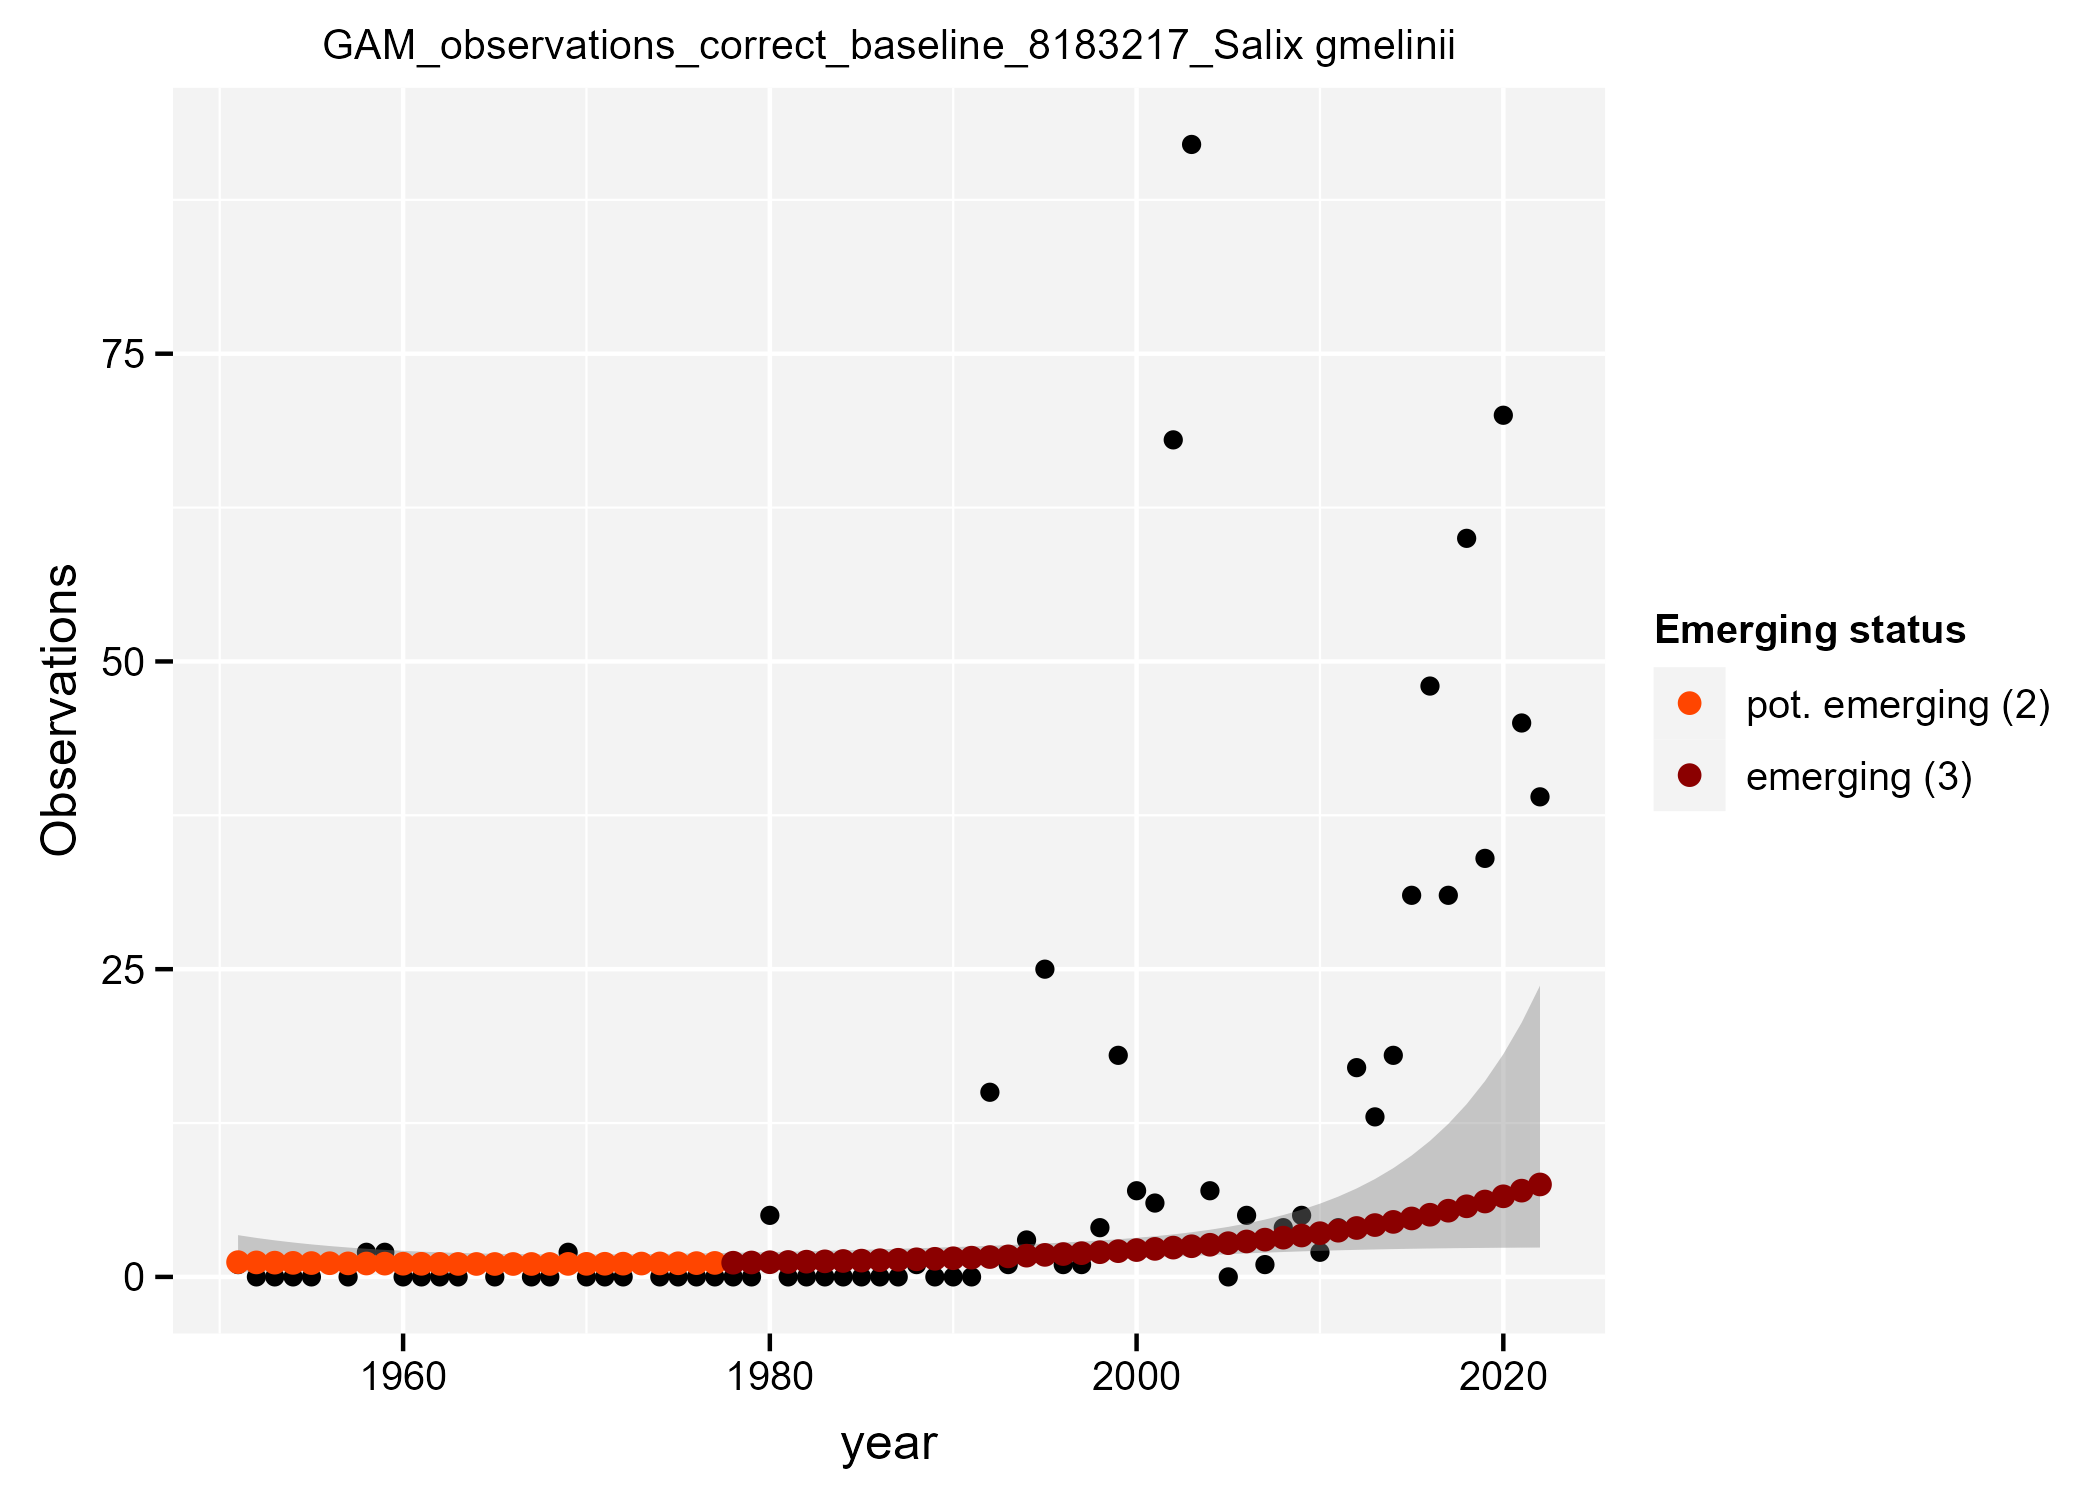 GAM_observations_correct_baseline_8183217_Salix gmelinii
Observations
75
50
25
0
1960 1980 2000 2020
year
Emerging status
pot. emerging (2)
emerging (3)